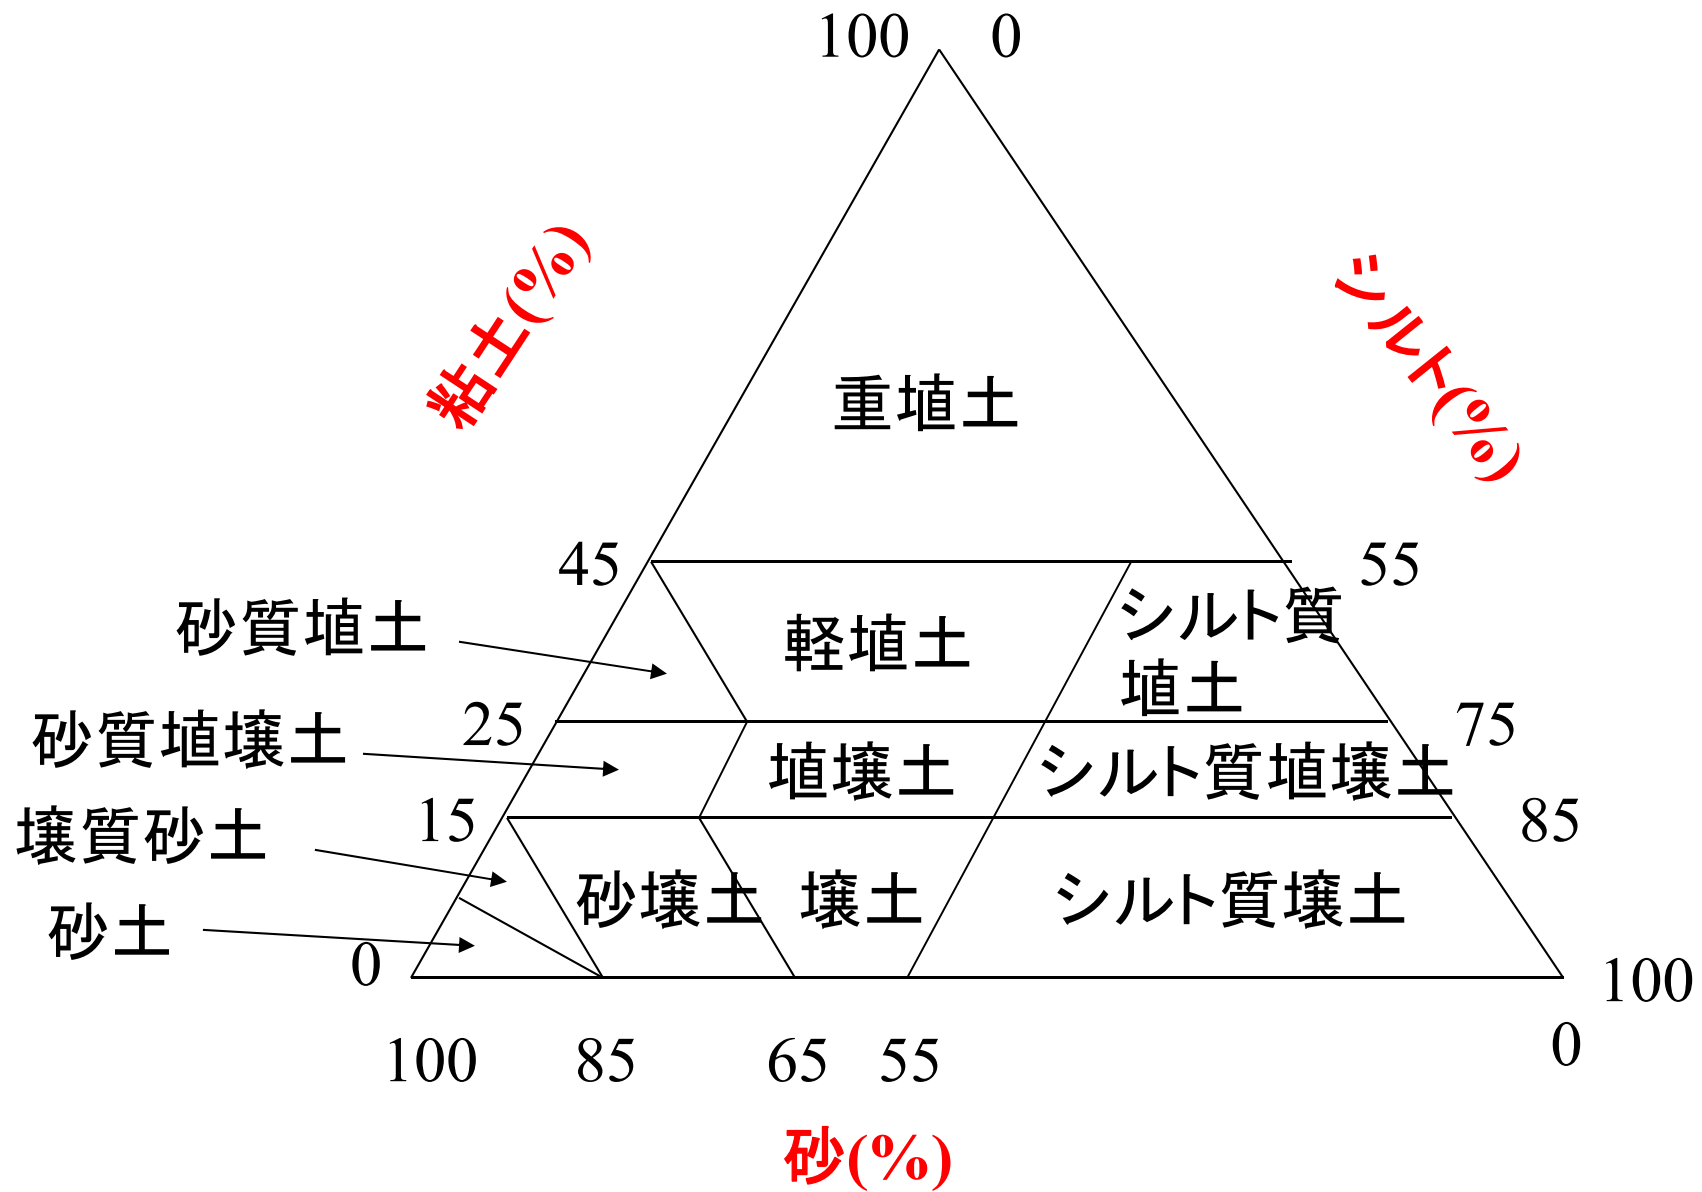 100 0
粘土(%)
シルト(%)
重埴土
45
55
砂質埴土
軽埴土
シルト質
埴土
25
75
砂質埴壌土
埴壌土
シルト質埴壌土
15
85
壌質砂土
砂壌土
壌土
シルト質壌土
砂土
0
100
0
100
85
65
55
砂(%)